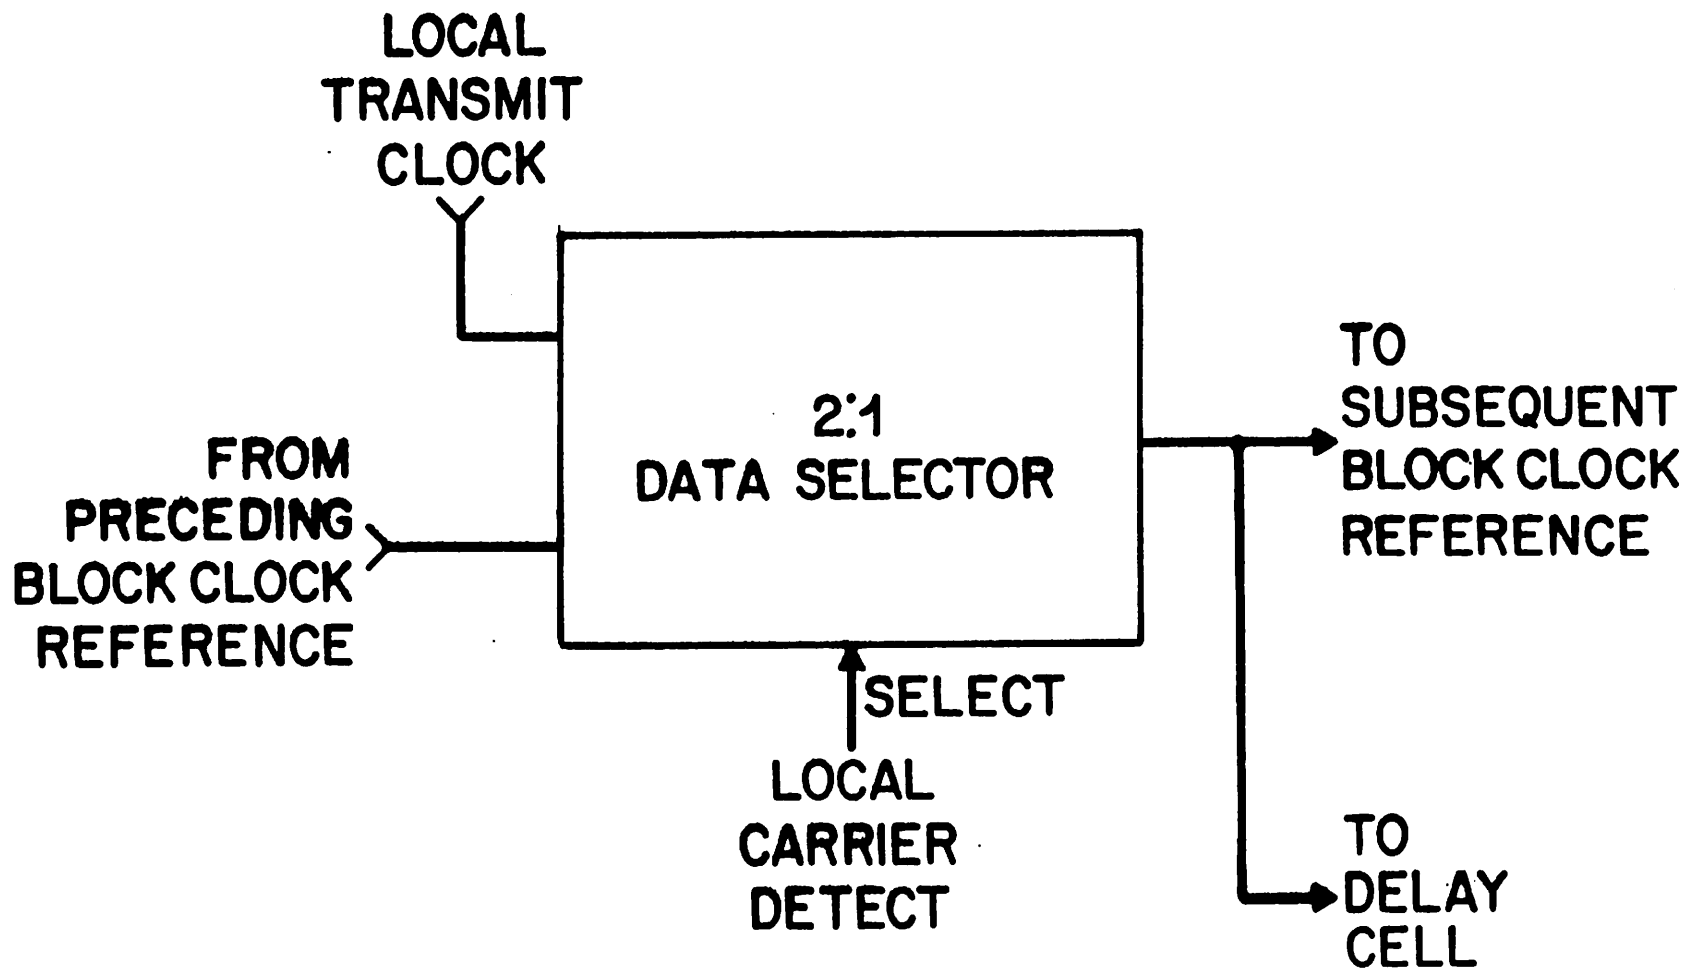 LOCAL
TRANSMIT
CLOCK
2:1
DATA SELECTOR
FROM
PRECEDING
BLOCK CLOCK
REFERENCE
TO
SUBSEQUENT
BLOCK CLOCK
REFERENCE
SELECT
LOCAL
CARRIER
DETECT
TO
DELAY
CELL